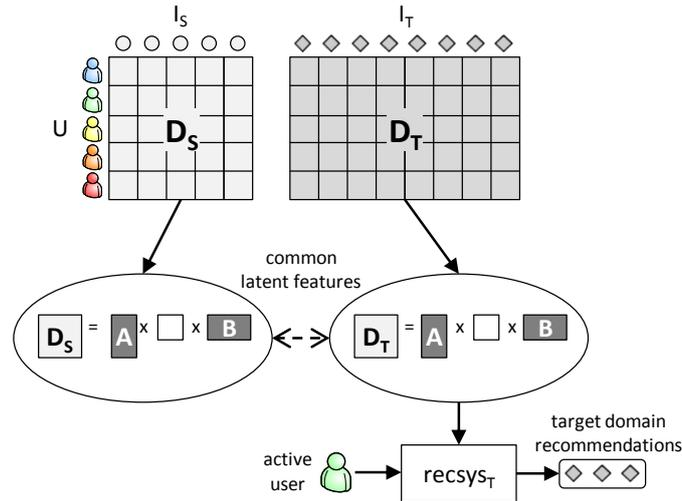 I_S I_T
U
D_S D_T
common
latent features
D_S = A x x B
D_T = A x x B
target domain
recommendations
active
user
recsys_T